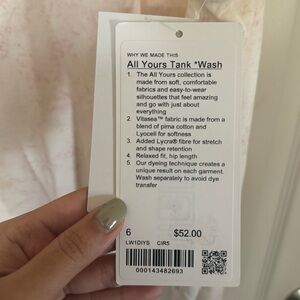 WHY WE MADE THIS
All Yours Tank *Wash
1. The All Yours collection is
made from soft, comfortable
fabrics and easy-to-wear
silhouettes that feel amazing
and go with just about
everything
2. Vitasea™ fabric is made from a
blend of pima cotton and
Lyocell for softness
3. Added Lycra® fibre for stretch
and shape retention
4. Relaxed fit, hip length
5. Our dyeing technique creates a
unique result on each garment.
Wash separately to avoid dye
transfer
6 $52.00
LW1DIYS CIR5
000143482693